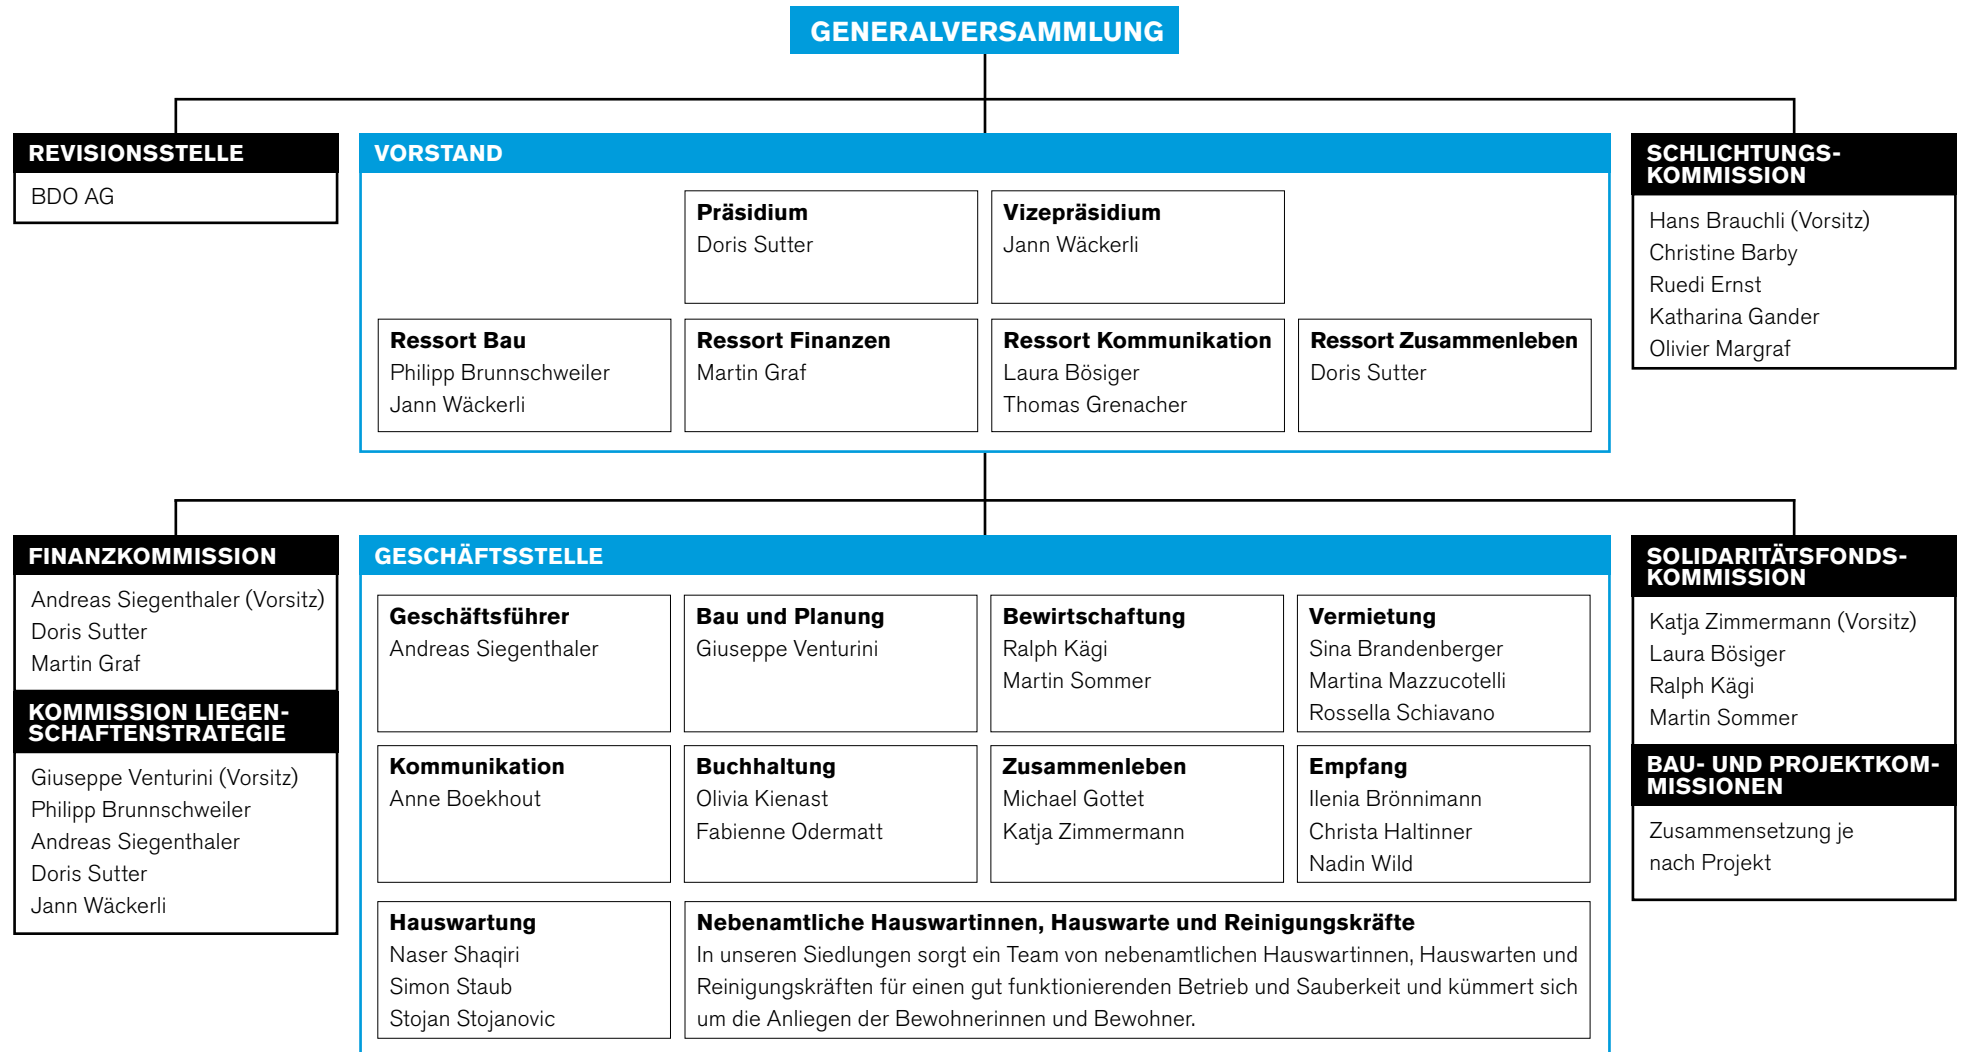 GENERALVERSAMMLUNG
REVISIONSSTELLE
BDO AG
VORSTAND
Präsidium
Doris Sutter
Vizepräsidium
Jann Wäckerli
Ressort Bau
Philipp Brunnschweiler
Jann Wäckerli
Ressort Finanzen
Martin Graf
Ressort Kommunikation
Laura Bösiger
Thomas Grenacher
Ressort Zusammenleben
Doris Sutter
SCHLICHTUNGS-
KOMMISSION
Hans Brauchli (Vorsitz)
Christine Barby
Ruedi Ernst
Katharina Gander
Olivier Margraf
FINANZKOMMISSION
Andreas Siegenthaler (Vorsitz)
Doris Sutter
Martin Graf
KOMMISSION LIEGEN-
SCHAFTENSTRATEGIE
Giuseppe Venturini (Vorsitz)
Philipp Brunnschweiler
Andreas Siegenthaler
Doris Sutter
Jann Wäckerli
GESCHÄFTSSTELLE
Geschäftsführer
Andreas Siegenthaler
Bau und Planung
Giuseppe Venturini
Bewirtschaftung
Ralph Kägi
Martin Sommer
Vermietung
Sina Brandenberger
Martina Mazzucotelli
Rossella Schiavano
Kommunikation
Anne Boekhout
Buchhaltung
Olivia Kienast
Fabienne Odermatt
Zusammenleben
Michael Gottet
Katja Zimmermann
Empfang
Ilenia Brönnimann
Christa Haltinner
Nadin Wild
Hauswartung
Naser Shaqiri
Simon Staub
Stojan Stojanovic
Nebenamtliche Hauswartinnen, Hauswarte und Reinigungskräfte
In unseren Siedlungen sorgt ein Team von nebenamtlichen Hauswartinnen, Hauswarten und
Reinigungskräften für einen gut funktionierenden Betrieb und Sauberkeit und kümmert sich
um die Anliegen der Bewohnerinnen und Bewohner.
SOLIDARITÄTSFONDS-
KOMMISSION
Katja Zimmermann (Vorsitz)
Laura Bösiger
Ralph Kägi
Martin Sommer
BAU- UND PROJEKTKOM-
MISSIONEN
Zusammensetzung je
nach Projekt